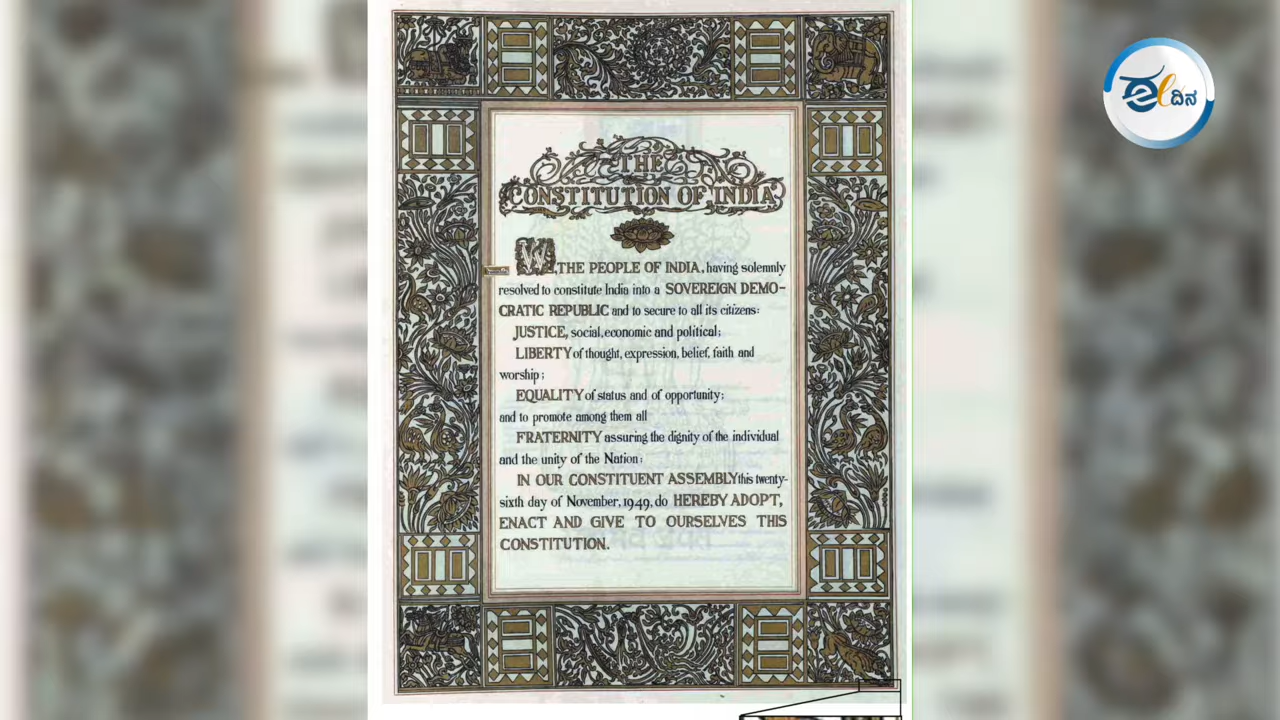 THE
CONSTITUTION OF INDIA
WE, THE PEOPLE OF INDIA, having solemnly
resolved to constitute India into a SOVEREIGN DEMO-
CRATIC REPUBLIC and to secure to all its citizens:
JUSTICE, social, economic and political;
LIBERTY of thought, expression, belief, faith and
worship;
EQUALITY of status and of opportunity;
and to promote among them all
FRATERNITY assuring the dignity of the individual
and the unity of the Nation;
IN OUR CONSTITUENT ASSEMBLY this twenty-
sixth day of November, 1949, do HEREBY ADOPT,
ENACT AND GIVE TO OURSELVES THIS
CONSTITUTION.
ದಿನ